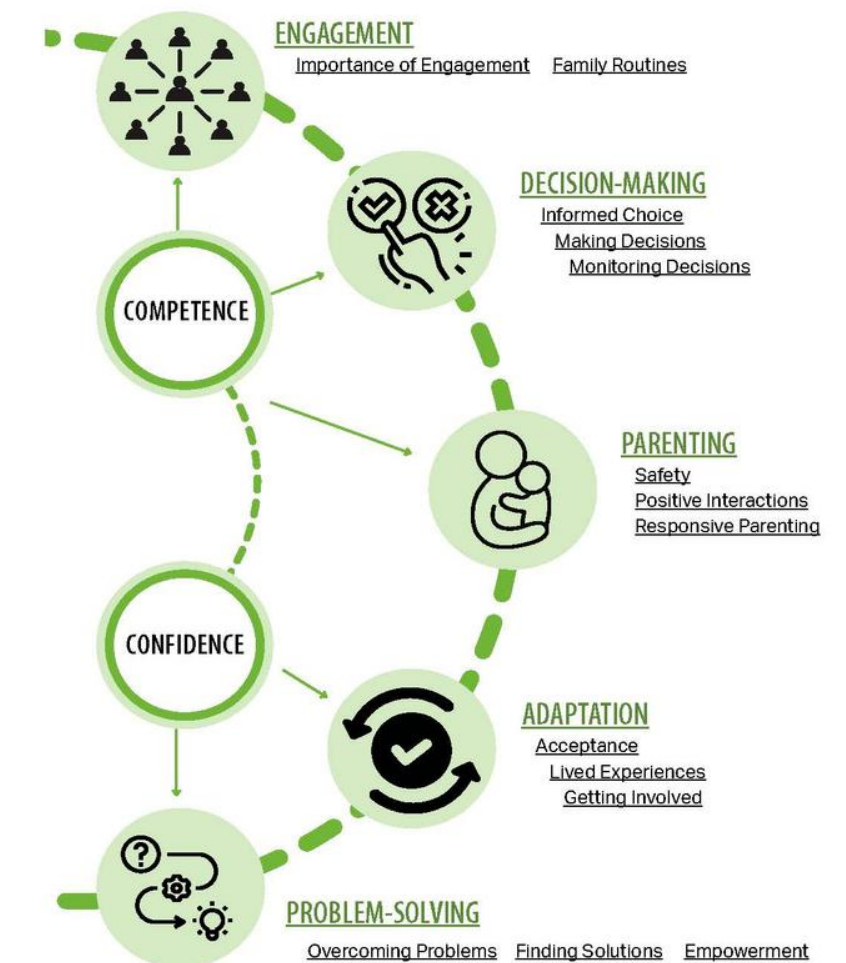 ENGAGEMENT
Importance of Engagement Family Routines
DECISION-MAKING
Informed Choice
Making Decisions
Monitoring Decisions
COMPETENCE
PARENTING
Safety
Positive Interactions
Responsive Parenting
CONFIDENCE
ADAPTATION
Acceptance
Lived Experiences
Getting Involved
PROBLEM-SOLVING
Overcoming Problems Finding Solutions Empowerment